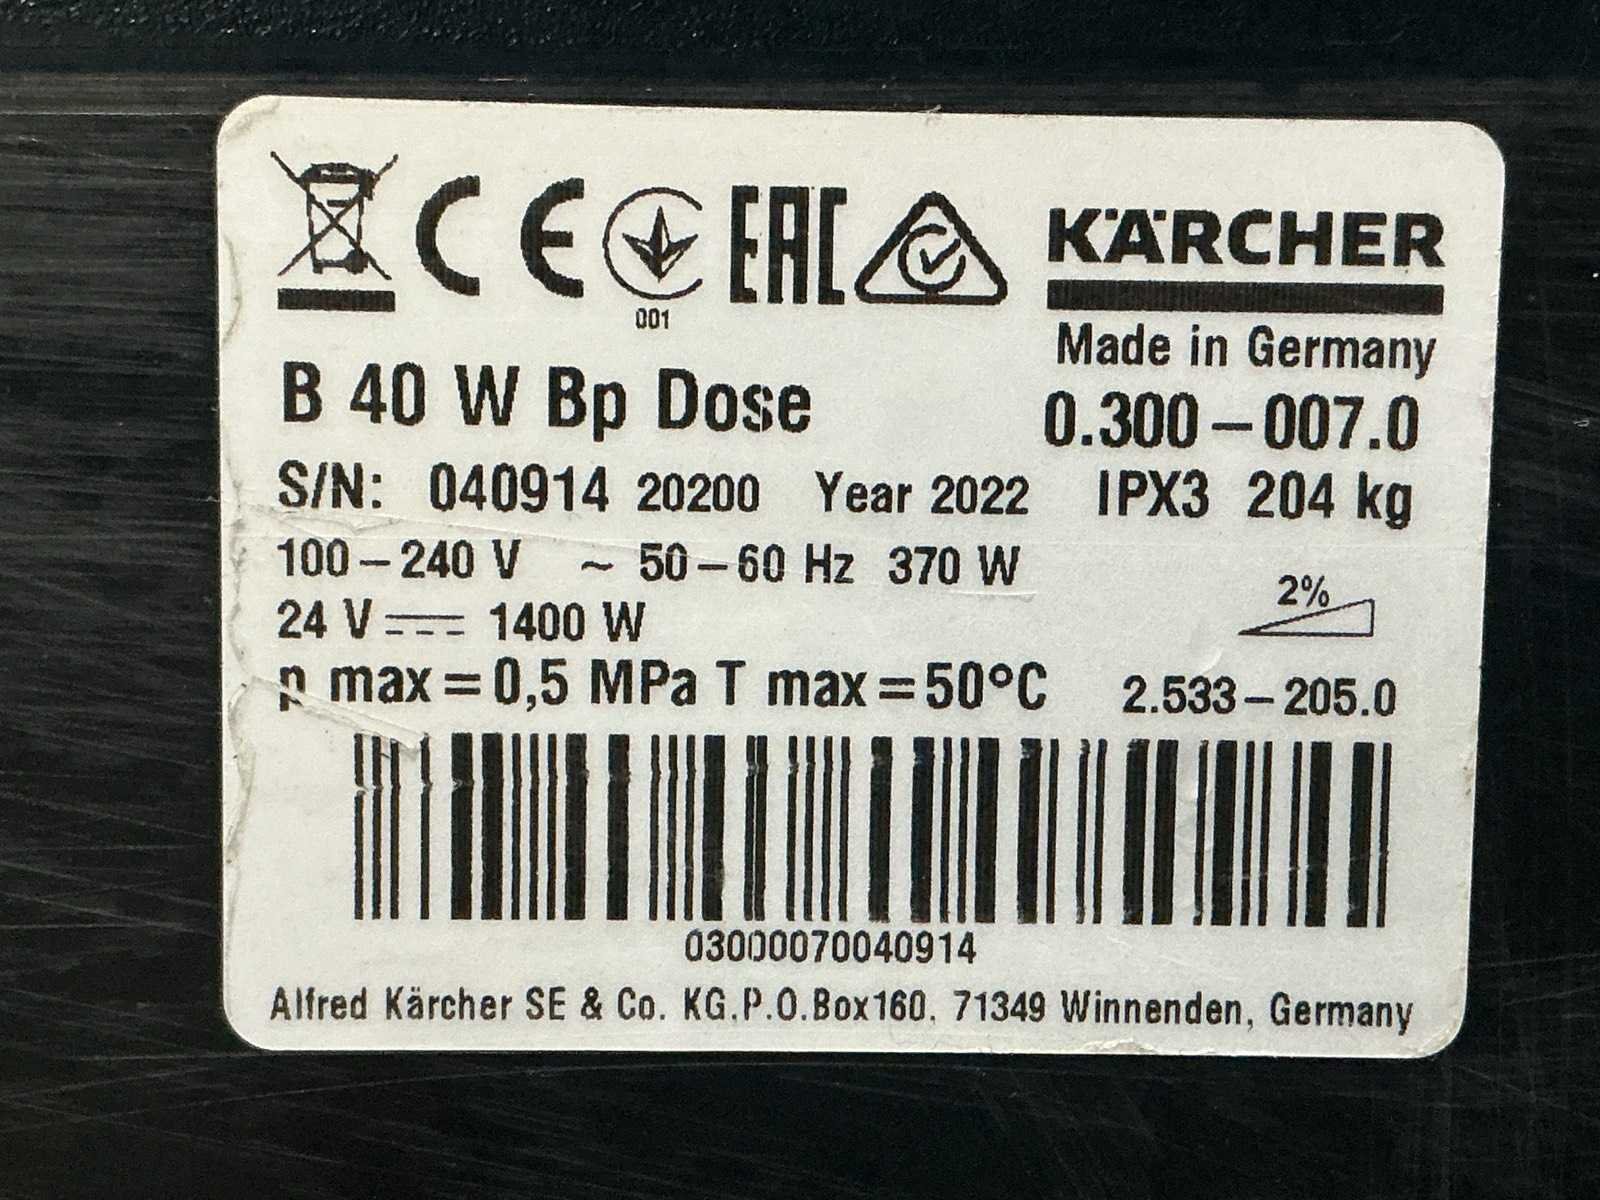 CE EAC KÄRCHER
001
Made in Germany
B 40 W Bp Dose 0.300-007.0
S/N: 040914 20200 Year 2022 IPX3 204 kg
100-240 V ~ 50-60 Hz 370 W
2%
24 V ⎓ 1400 W
p max=0,5 MPa T max=50°C 2.533-205.0
03000070040914
Alfred Kärcher SE & Co. KG.P.O.Box160. 71349 Winnenden, Germany